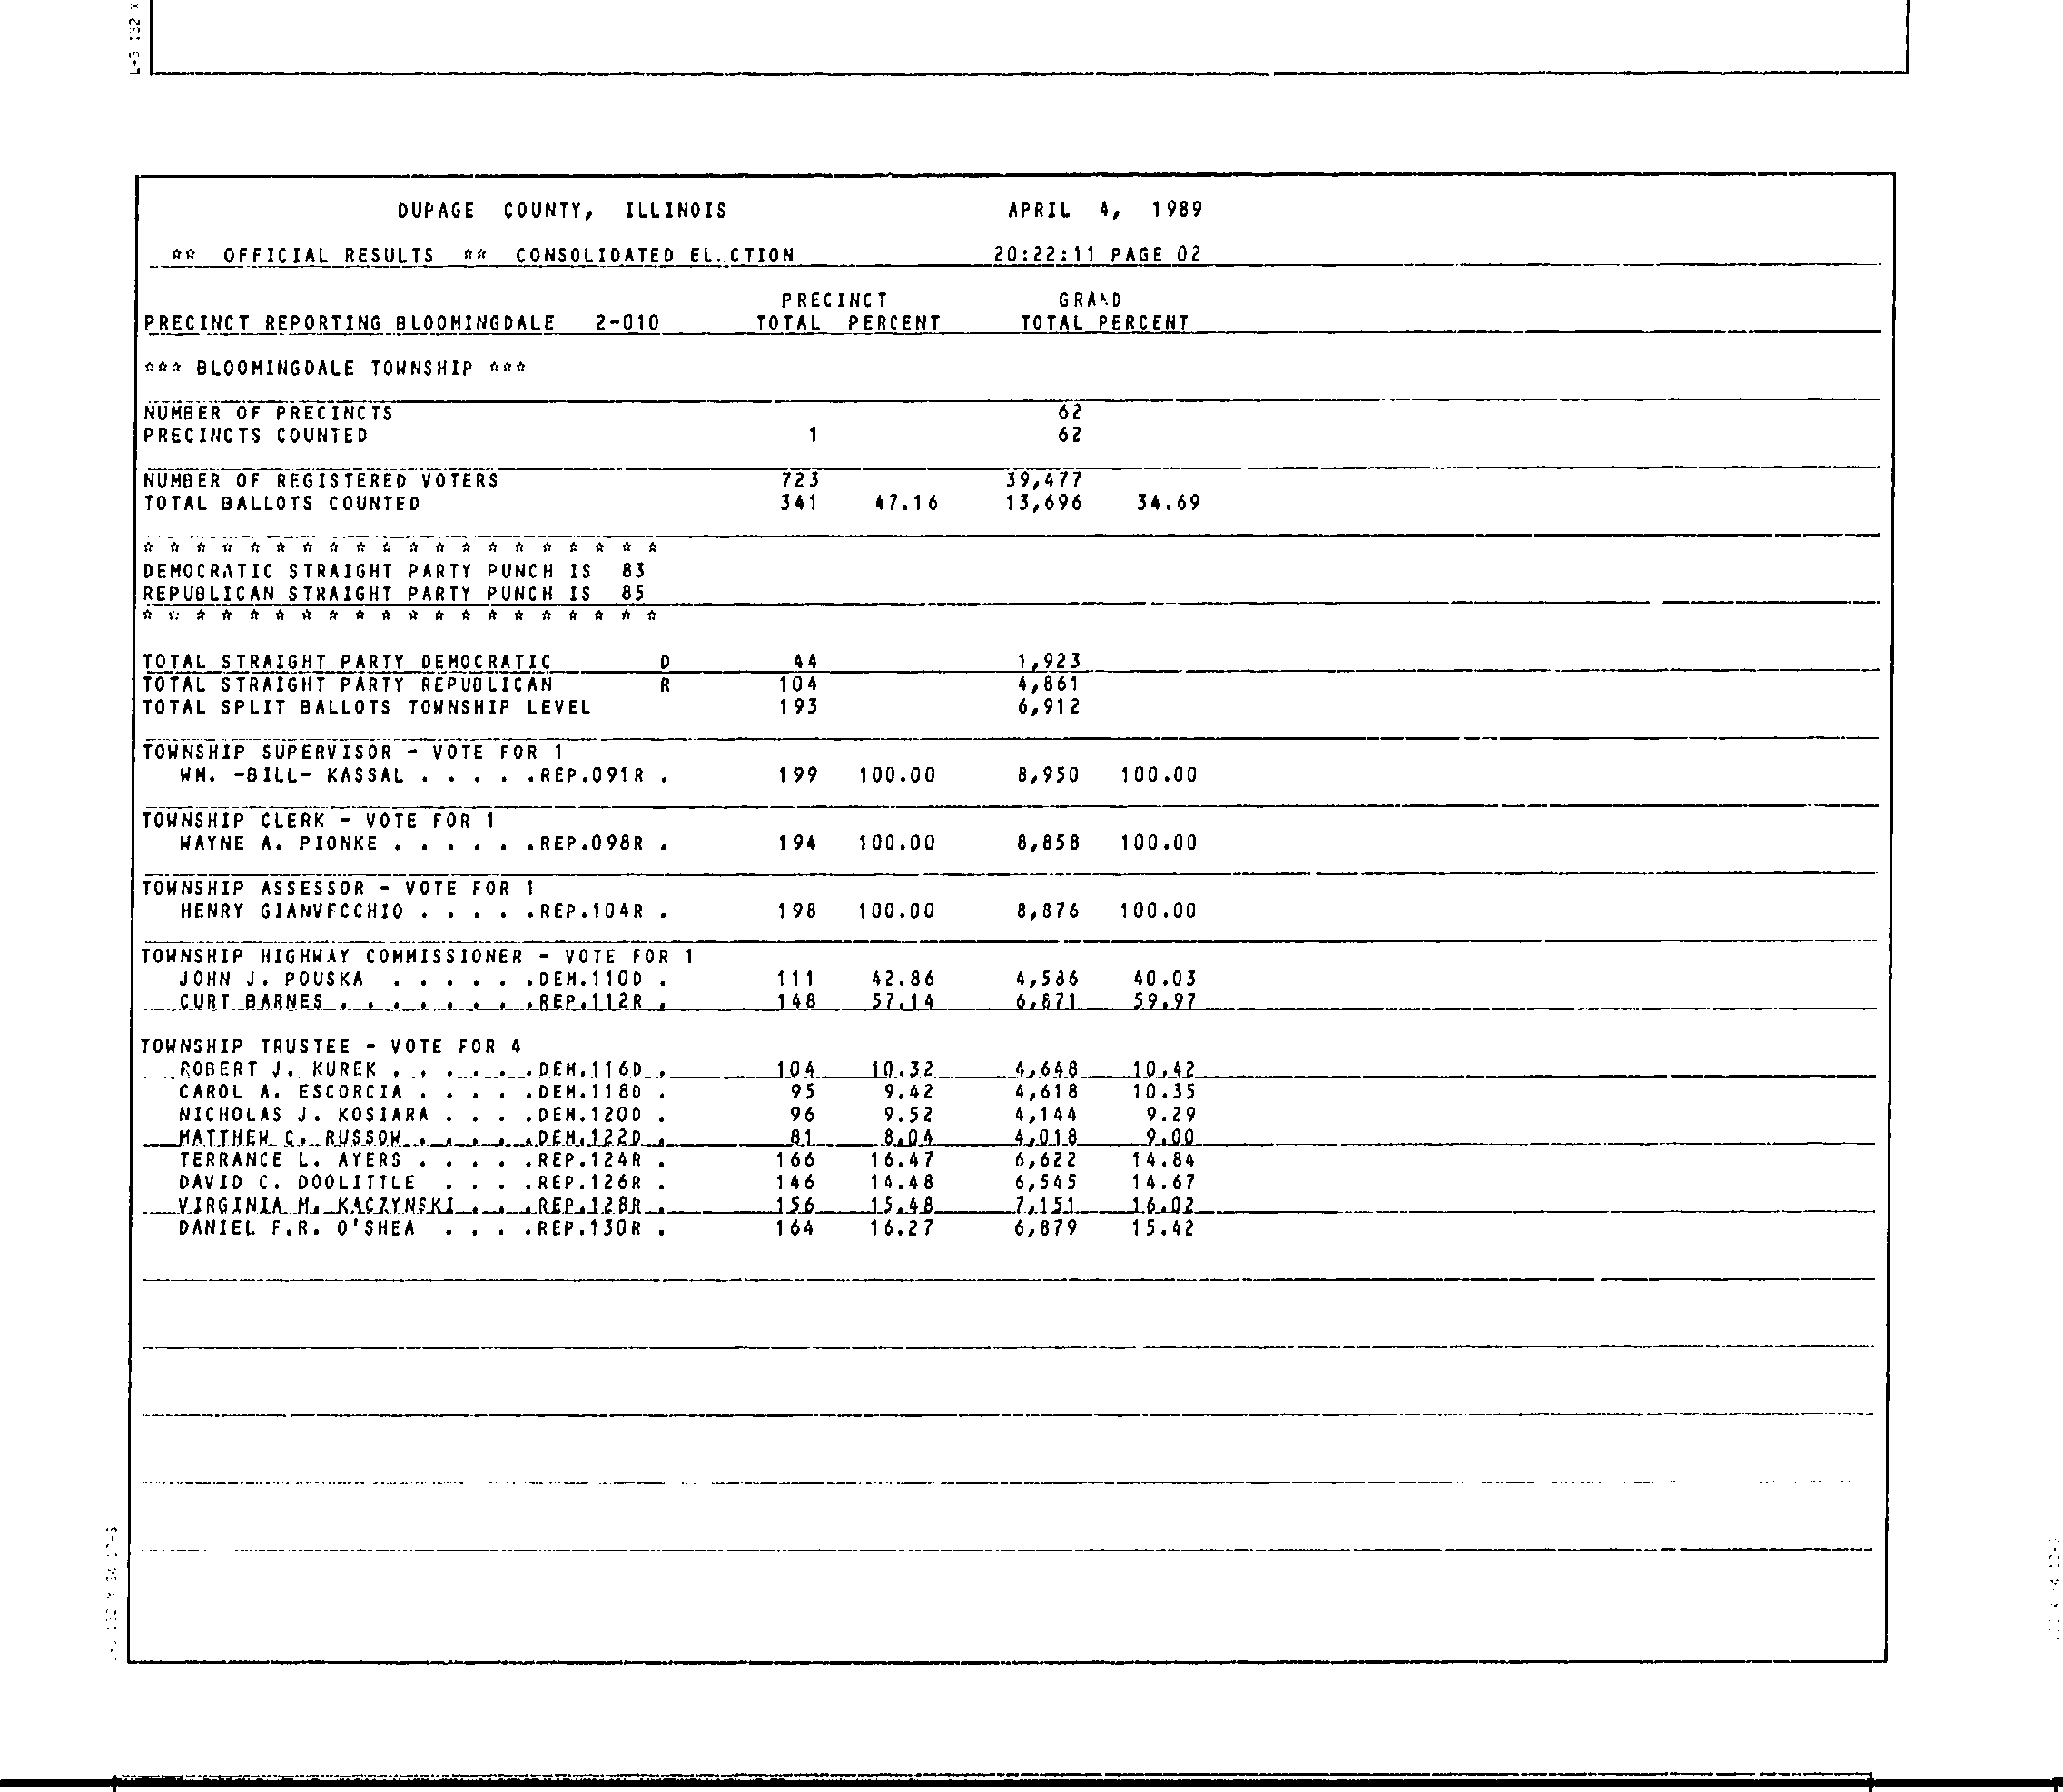 L-3 132 X
DUPAGE COUNTY, ILLINOIS APRIL 4, 1989
** OFFICIAL RESULTS ** CONSOLIDATED EL.CTION 20:22:11 PAGE 02
PRECINCT GRAND
PRECINCT REPORTING BLOOMINGDALE 2-010 TOTAL PERCENT TOTAL PERCENT
*** BLOOMINGDALE TOWNSHIP ***
NUMBER OF PRECINCTS 62
PRECINCTS COUNTED 1 62
NUMBER OF REGISTERED VOTERS 723 39,477
TOTAL BALLOTS COUNTED 341 47.16 13,696 34.69
* * * * * * * * * * * * * * * * * * * *
DEMOCRATIC STRAIGHT PARTY PUNCH IS 83
REPUBLICAN STRAIGHT PARTY PUNCH IS 85
* * * * * * * * * * * * * * * * * * * *
TOTAL STRAIGHT PARTY DEMOCRATIC D 44 1,923
TOTAL STRAIGHT PARTY REPUBLICAN R 104 4,861
TOTAL SPLIT BALLOTS TOWNSHIP LEVEL 193 6,912
TOWNSHIP SUPERVISOR - VOTE FOR 1
WM. -BILL- KASSAL . . . . .REP.091R . 199 100.00 8,950 100.00
TOWNSHIP CLERK - VOTE FOR 1
WAYNE A. PIONKE . . . . . .REP.098R . 194 100.00 8,858 100.00
TOWNSHIP ASSESSOR - VOTE FOR 1
HENRY GIANVECCHIO . . . . .REP.104R . 198 100.00 8,876 100.00
TOWNSHIP HIGHWAY COMMISSIONER - VOTE FOR 1
JOHN J. POUSKA . . . . . .DEM.110D . 111 42.86 4,586 40.03
CURT BARNES . . . . . . . .REP.112R . 148 57.14 6,871 59.97
TOWNSHIP TRUSTEE - VOTE FOR 4
ROBERT J. KUREK . . . . . .DEM.116D . 104 10.32 4,648 10.42
CAROL A. ESCORCIA . . . . .DEM.118D . 95 9.42 4,618 10.35
NICHOLAS J. KOSIARA . . . .DEM.120D . 96 9.52 4,144 9.29
MATTHEW C. RUSSOW . . . . .DEM.122D . 81 8.04 4,018 9.00
TERRANCE L. AYERS . . . . .REP.124R . 166 16.47 6,622 14.84
DAVID C. DOOLITTLE . . . .REP.126R . 146 14.48 6,545 14.67
VIRGINIA M. KACZYNSKI . . .REP.128R . 156 15.48 7,151 16.02
DANIEL F.R. O'SHEA . . . .REP.130R . 164 16.27 6,879 15.42